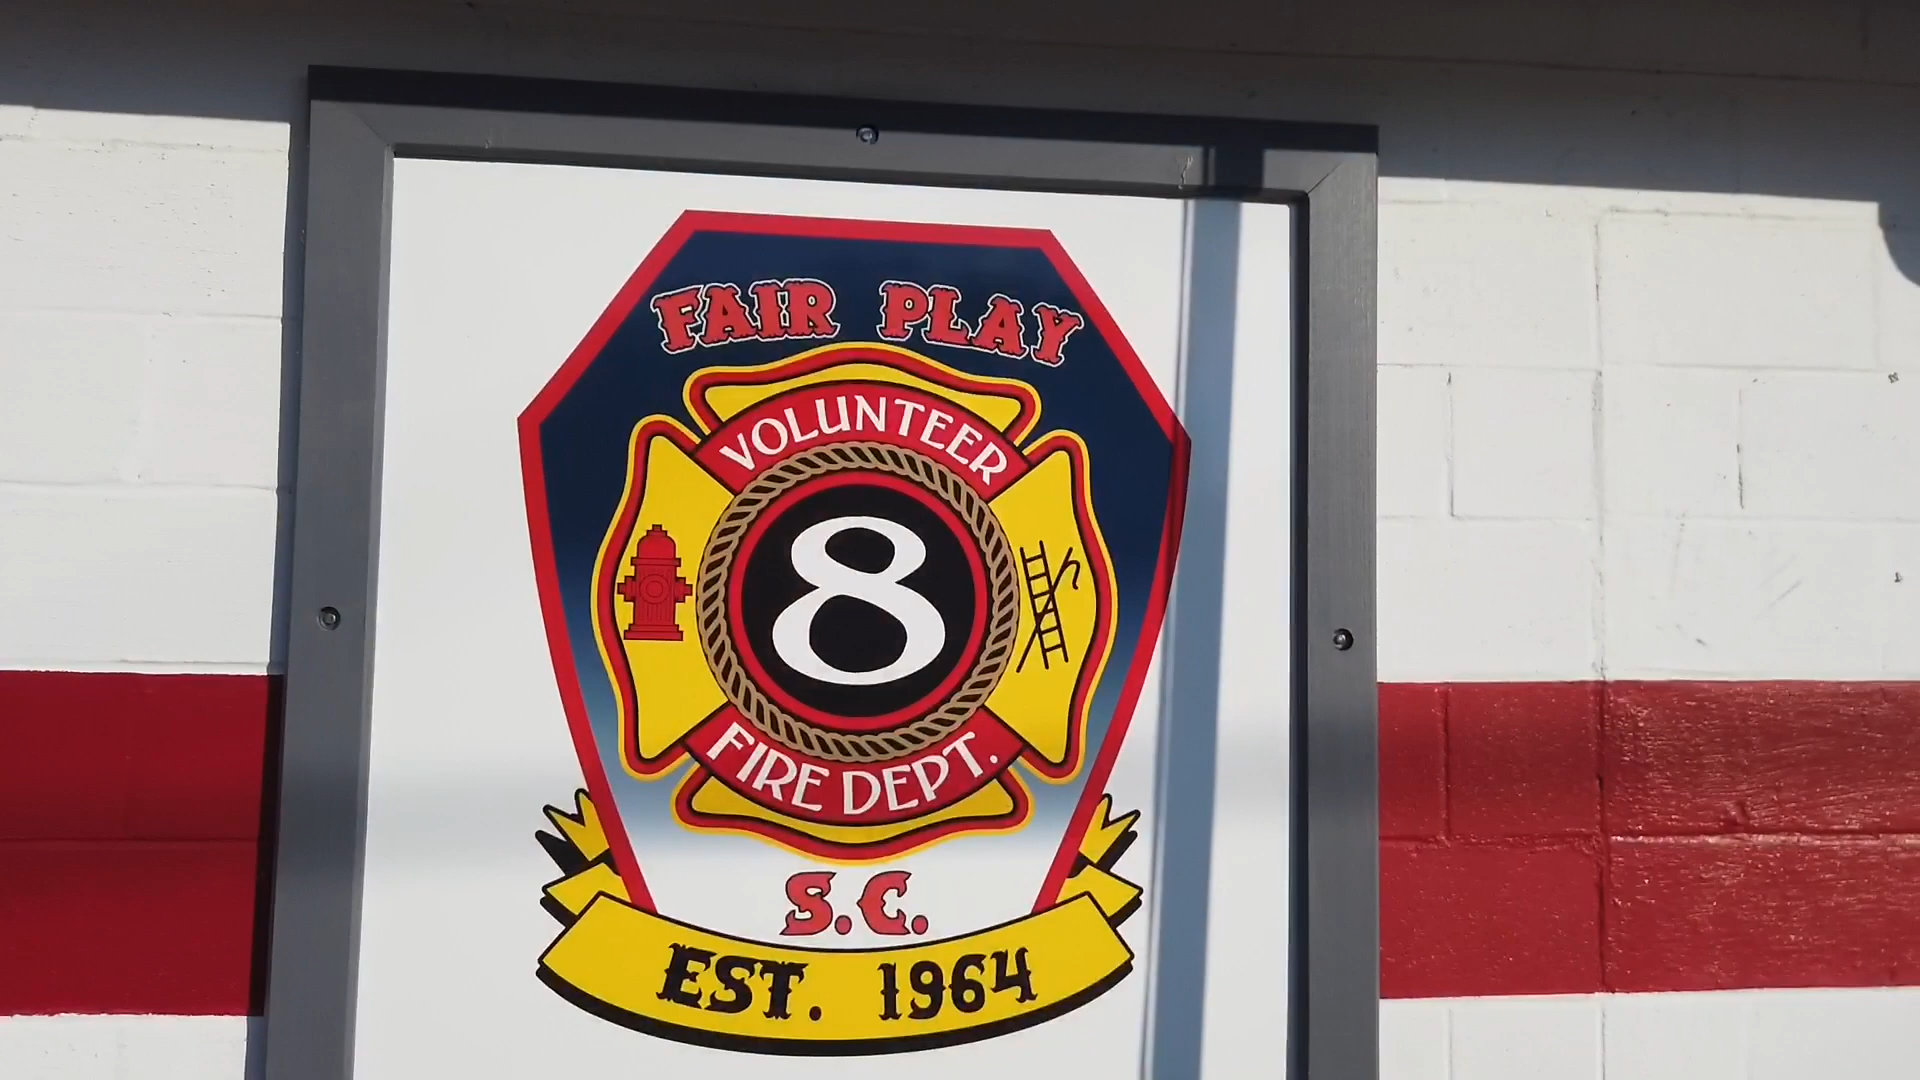 FAIR PLAY
VOLUNTEER
8
FIRE DEPT.
S.C.
EST. 1964